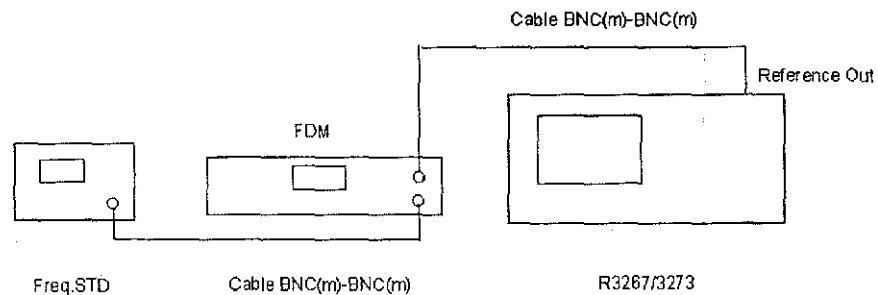 Cable BNC(m)-BNC(m)
Reference Out
FDM
Freq.STD
Cable BNC(m)-BNC(m)
R3267/3273